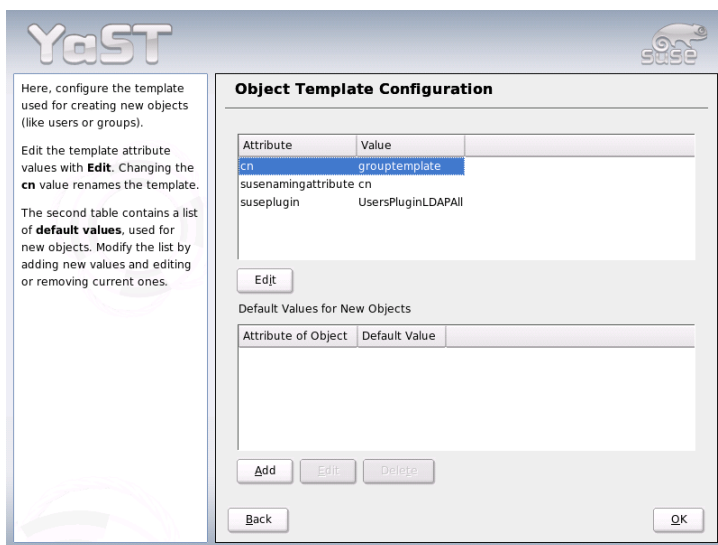 YaST
SUSE
Here, configure the template
used for creating new objects
(like users or groups).
Edit the template attribute
values with Edit. Changing the
cn value renames the template.
The second table contains a list
of default values, used for
new objects. Modify the list by
adding new values and editing
or removing current ones.
Object Template Configuration
Attribute Value
cn grouptemplate
susenamingattribute cn
suseplugin UsersPluginLDAPAll
Edit
Default Values for New Objects
Attribute of Object Default Value
Add Edit Delete
Back OK